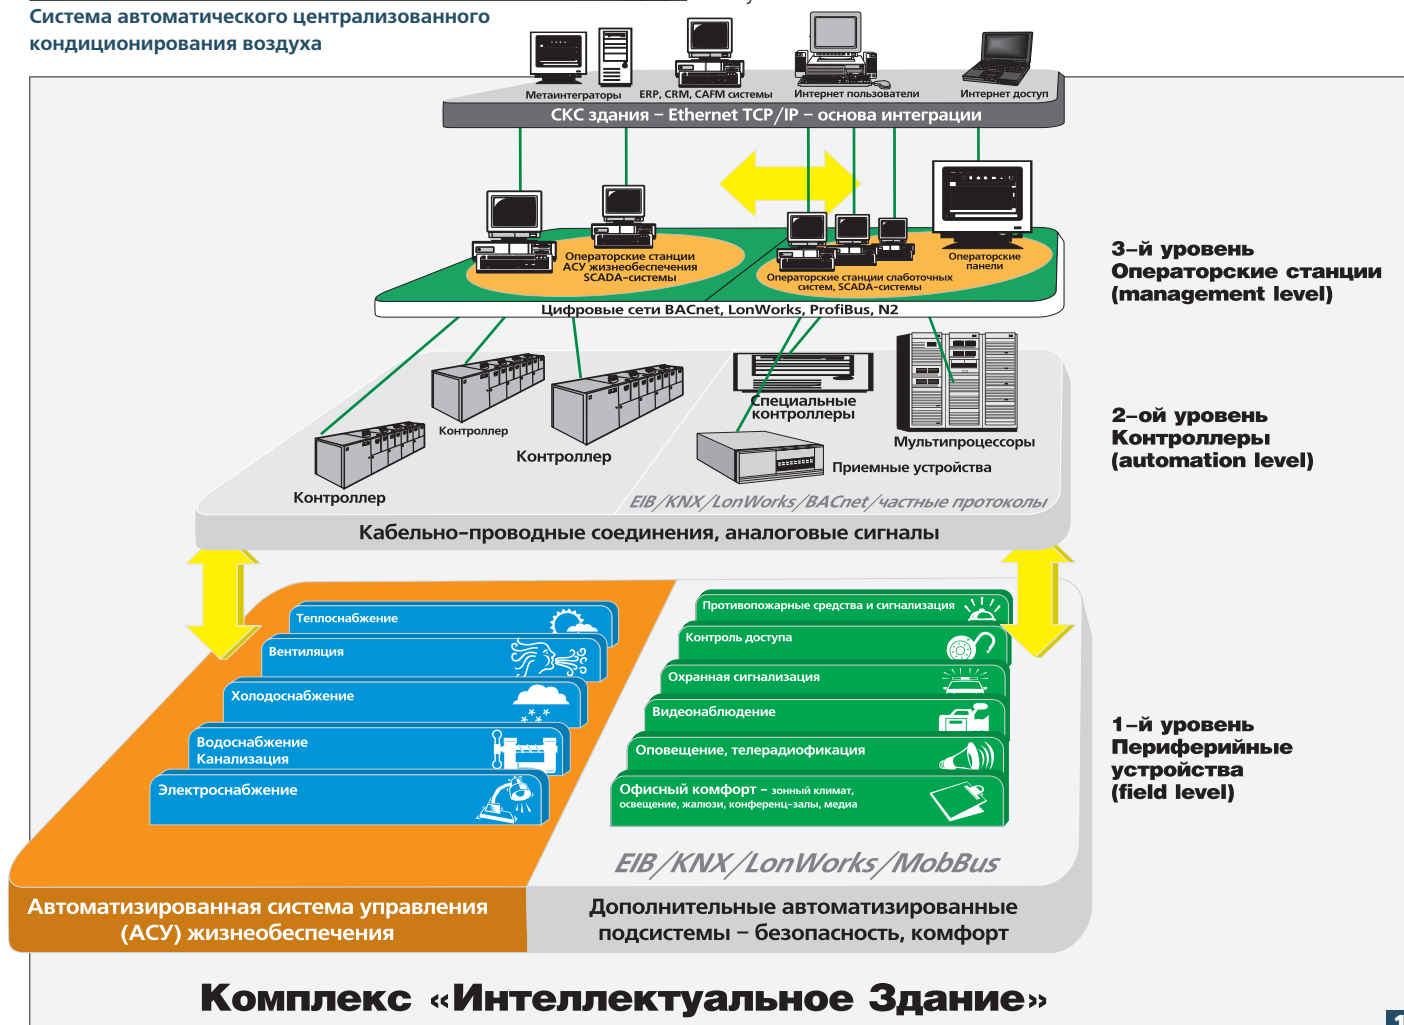 Система автоматического централизованного
кондиционирования воздуха
Метаинтеграторы
ERP, CRM, CAFM системы
Интернет пользователи
Интернет доступ
СКС здания – Ethernet TCP/IP – основа интеграции
Операторские станции
АСУ жизнеобеспечения
SCADA–системы
Операторские станции слаботочных
систем, SCADA–системы
Операторские
панели
Цифровые сети BACnet, LonWorks, ProfiBus, N2
3–й уровень
Операторские станции
(management level)
Контроллер
Контроллер
Контроллер
Специальные
контроллеры
Мультипроцессоры
Приемные устройства
EIB/KNX/LonWorks/BACnet/частные протоколы
Кабельно–проводные соединения, аналоговые сигналы
2–ой уровень
Контроллеры
(automation level)
Теплоснабжение
Вентиляция
Холодоснабжение
Водоснабжение
Канализация
Электроснабжение
Противопожарные средства и сигнализация
Контроль доступа
Охранная сигнализация
Видеонаблюдение
Оповещение, телерадиофикация
Офисный комфорт – зонный климат,
освещение, жалюзи, конференц–залы, медиа
EIB/KNX/LonWorks/MobBus
1–й уровень
Периферийные
устройства
(field level)
Автоматизированная система управления
(АСУ) жизнеобеспечения
Дополнительные автоматизированные
подсистемы – безопасность, комфорт
Комплекс «Интеллектуальное Здание»